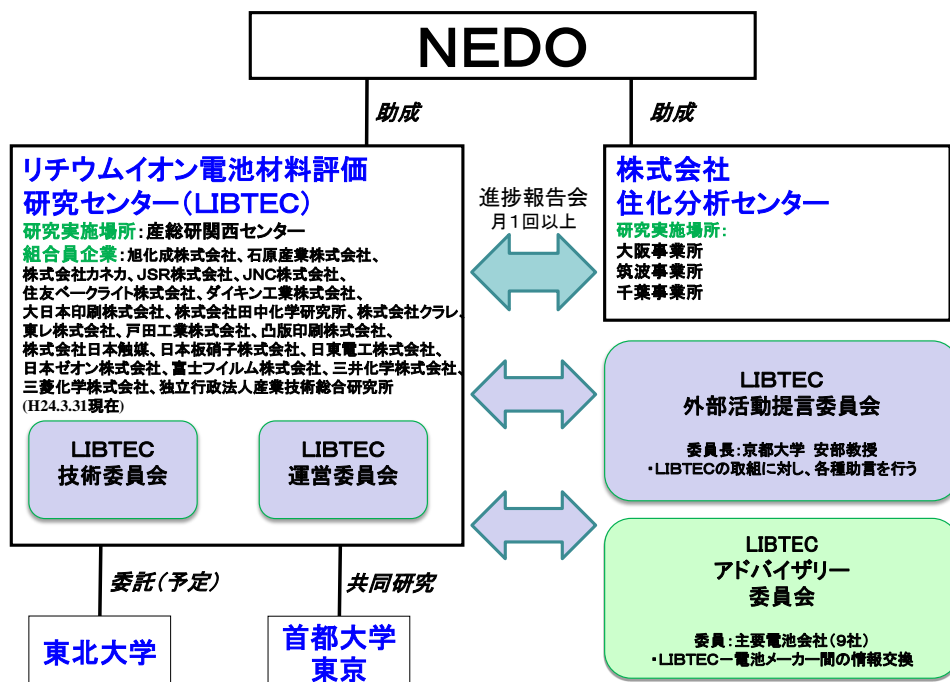 NEDO
助成
助成
リチウムイオン電池材料評価
研究センター(LIBTEC)
研究実施場所:産総研関西センター
組合員企業:旭化成株式会社、石原産業株式会社、
株式会社カネカ、JSR株式会社、JNC株式会社、
住友ベークライト株式会社、ダイキン工業株式会社、
大日本印刷株式会社、株式会社田中化学研究所、株式会社クラレ、
東レ株式会社、戸田工業株式会社、凸版印刷株式会社、
株式会社日本触媒、日本板硝子株式会社、日東電工株式会社、
日本ゼオン株式会社、富士フイルム株式会社、三井化学株式会社、
三菱化学株式会社、独立行政法人産業技術総合研究所
(H24.3.31現在)
LIBTEC
技術委員会
LIBTEC
運営委員会
進捗報告会
月1回以上
株式会社
住化分析センター
研究実施場所:
大阪事業所
筑波事業所
千葉事業所
LIBTEC
外部活動提言委員会
委員長:京都大学 安部教授
・LIBTECの取組に対し、各種助言を行う
LIBTEC
アドバイザリー
委員会
委員:主要電池会社(9社)
・LIBTECー電池メーカー間の情報交換
委託(予定)
共同研究
東北大学
首都大学
東京